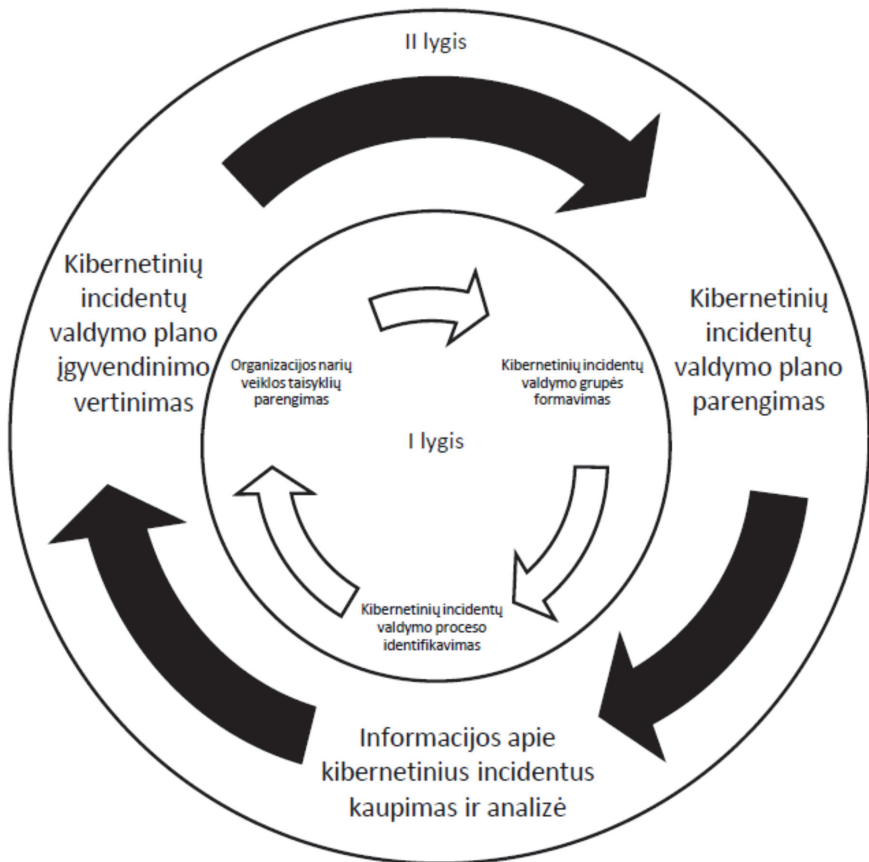 II lygis
Kibernetinių
incidentų
valdymo plano
įgyvendinimo
vertinimas
Kibernetinių
incidentų
valdymo plano
parengimas
Organizacijos narių
veiklos taisyklių
parengimas
Kibernetinių incidentų
valdymo grupės
formavimas
I lygis
Kibernetinių incidentų
valdymo proceso
identifikavimas
Informacijos apie
kibernetinius incidentus
kaupimas ir analizė